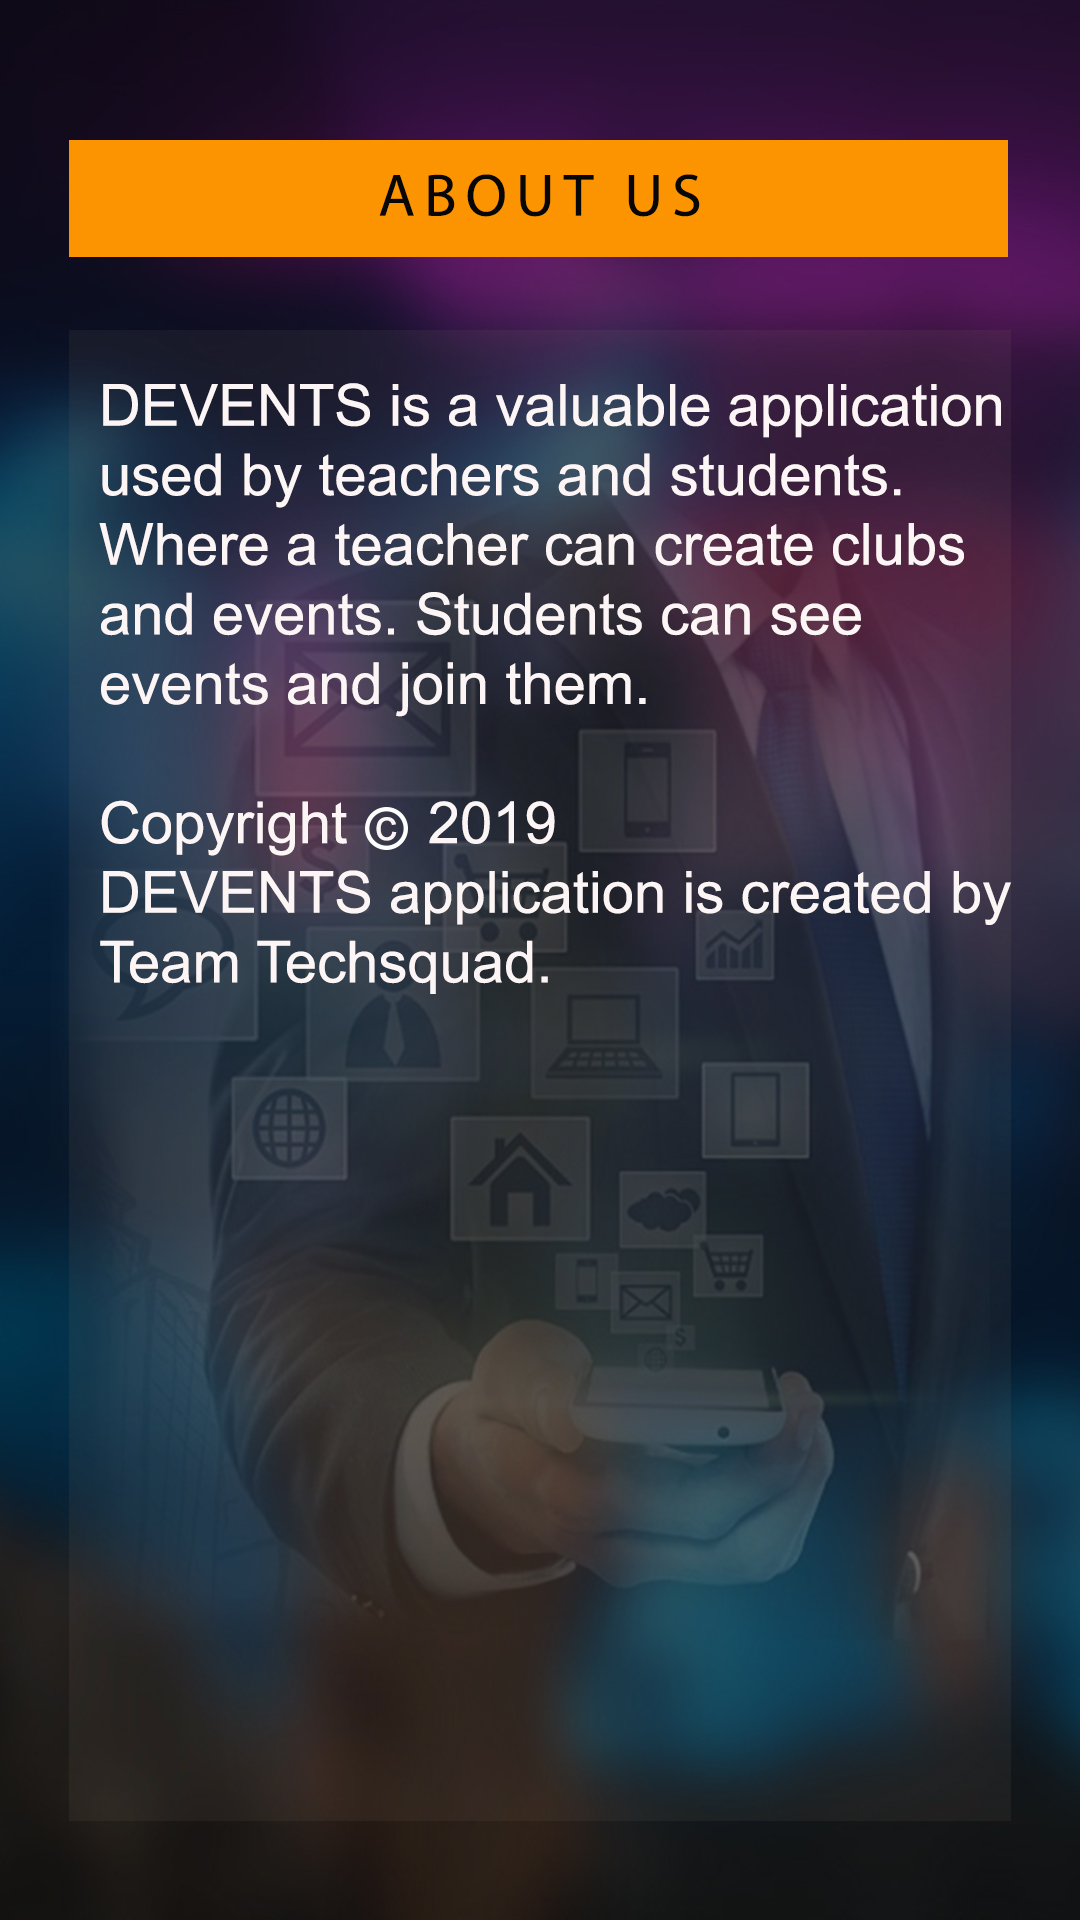 ABOUT US
DEVENTS is a valuable application
used by teachers and students.
Where a teacher can create clubs
and events. Students can see
events and join them.
Copyright © 2019
DEVENTS application is created by
Team Techsquad.
$
$